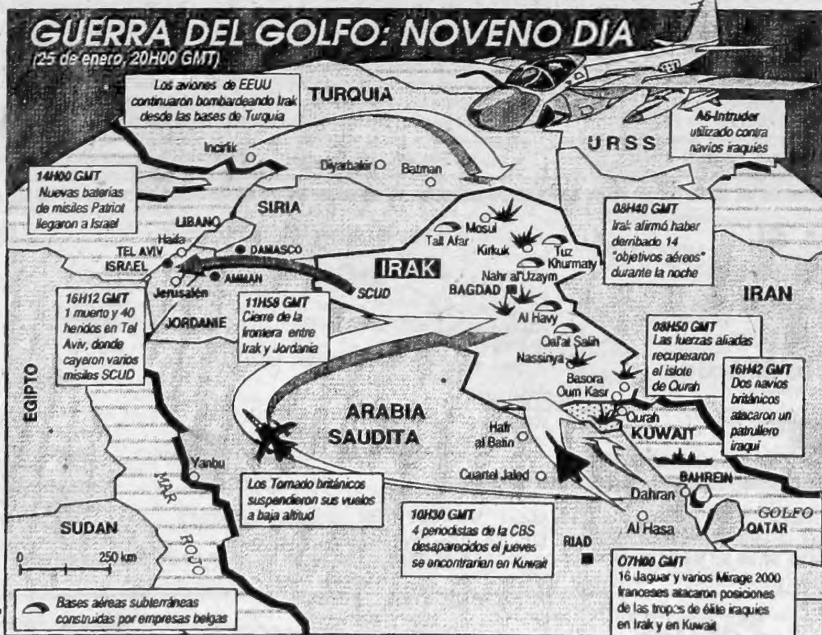 GUERRA DEL GOLFO: NOVENO DIA
(25 de enero, 20H00 GMT)
Los aviones de EEUU
continuaron bombardeando Irak
desde las bases de Turquía
TURQUIA
A6-Intruder
utilizado contra
navíos iraquíes
URSS
Incirlik
Diyarbakir
Batman
14H00 GMT
Nuevas baterías
de misiles Patriot
llegaron a Israel
SIRIA
LIBANO
Haifa
TEL AVIV
DAMASCO
ISRAEL
AMMAN
Jerusalén
JORDANIE
Mosul
Tall Afar
Kirkuk
Tuz
Khurmaty
IRAK
Nahr al'Uzaym
BAGDAD
SCUD
Al Havy
Qal'at Salih
Nassinya
Basora
Oum Kasr
Qurah
08H40 GMT
Irak afirmó haber
derribado 14
"objetivos aéreos"
durante la noche
IRAN
16H12 GMT
1 muerto y 40
heridos en Tel
Aviv, donde
cayeron varios
misiles SCUD
11H58 GMT
Cierre de la
frontera entre
Irak y Jordania
08H50 GMT
Las fuerzas aliadas
recuperaron
el islote
de Qurah
16H42 GMT
Dos navíos
británicos
atacaron un
patrullero
iraquí
EGIPTO
ARABIA
SAUDITA
Hafr
al Batin
KUWAIT
Cuartel Jaled
Yanbu
MAR
ROJO
Los Tornado británicos
suspendieron sus vuelos
a baja altitud
BAHREIN
Dahran
GOLFO
QATAR
Al Hasa
SUDAN
0 250 km
10H30 GMT
4 periodistas de la CBS
desaparecidos el jueves
se encontrarían en Kuwait
RIAD
07H00 GMT
16 Jaguar y varios Mirage 2000
franceses atacaron posiciones
de las tropas de élite iraquíes
en Irak y en Kuwait
Bases aéreas subterráneas
construidas por empresas belgas